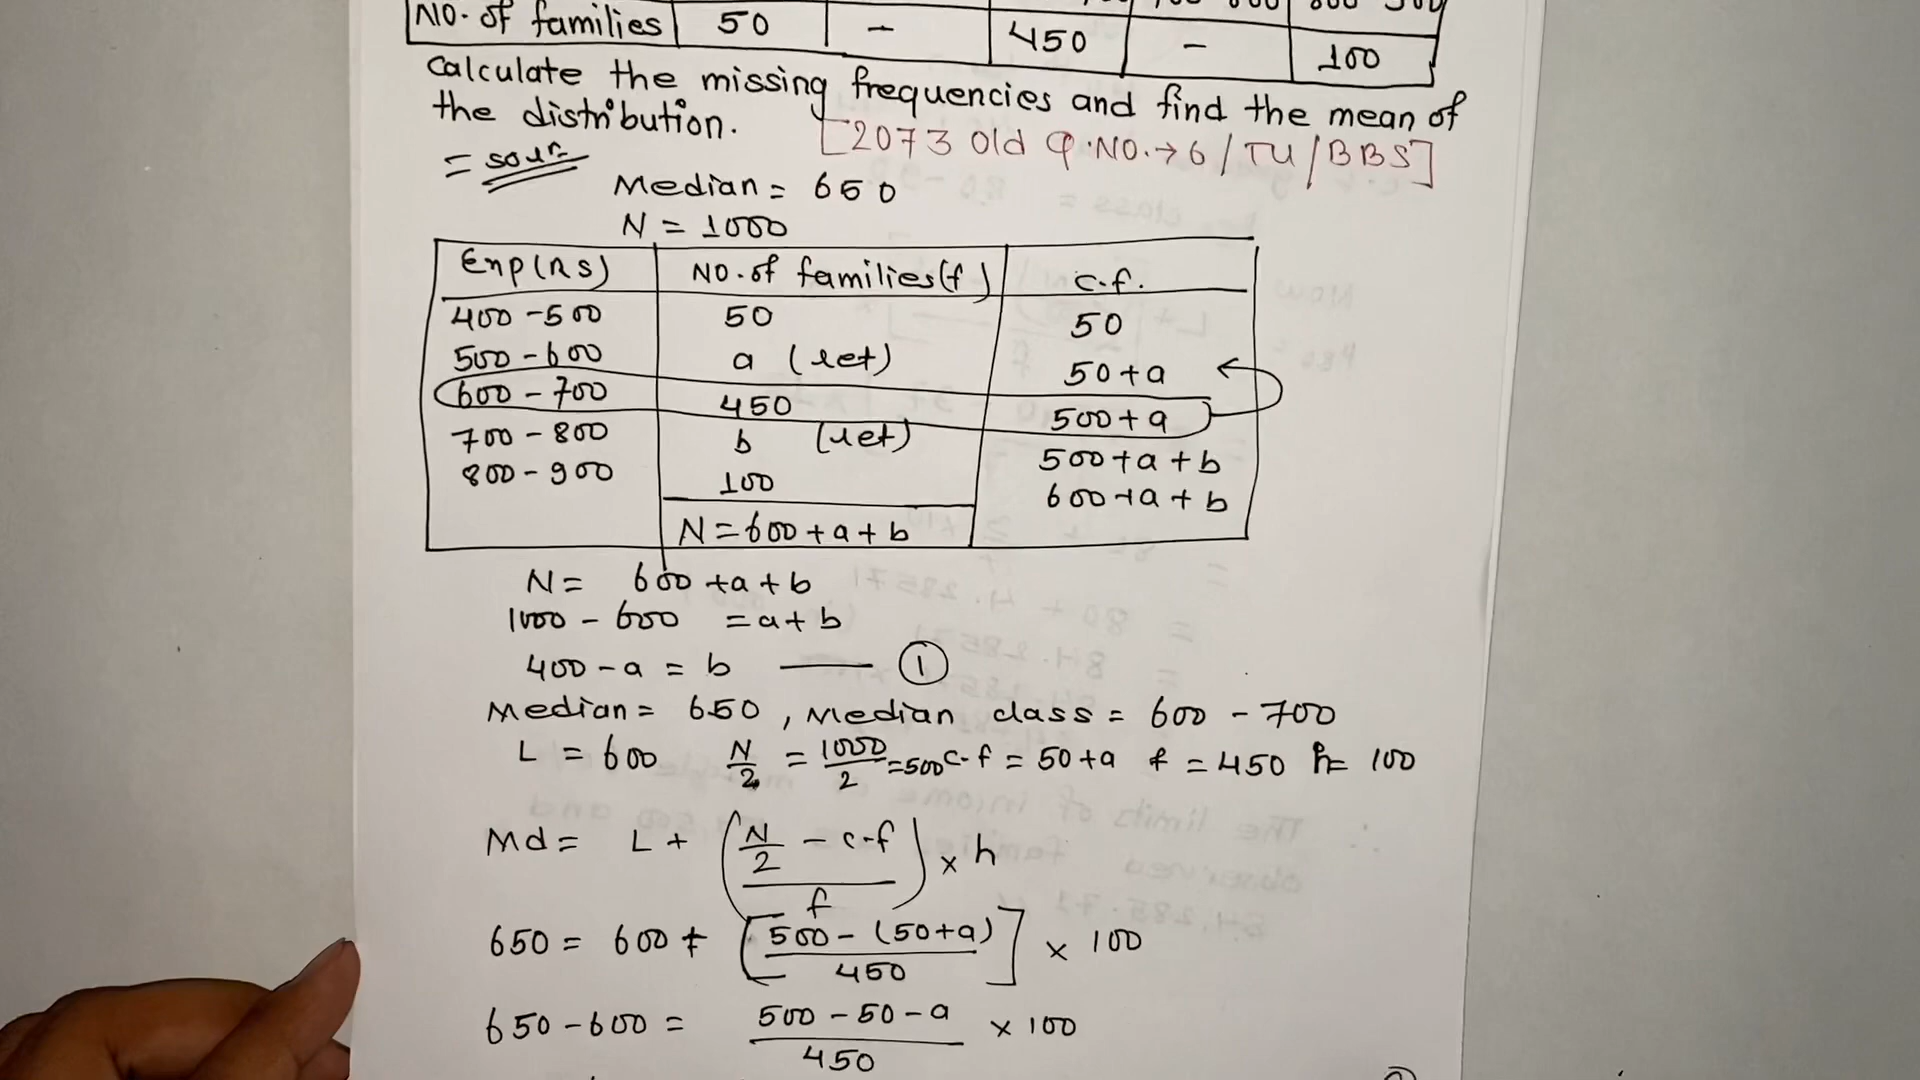 NO. of families 50 - 450 - 100
Calculate the missing frequencies and find the mean of
the distribution. [2073 Old Q.NO.→6/TU/BBS]
= soln
Median = 650
N = 1000
Exp(RS) NO. of families(f) c.f.
400-500 50 50
500-600 a (let) 50+a
600-700 450 500+a
700-800 b (let) 500+a+b
800-900 100 600+a+b
N=600+a+b
N= 600+a+b
1000-600 =a+b
400-a = b —— ①
Median= 650, Median class= 600-700
L = 600 N/2 = 1000/2 =500 c.f = 50+a f = 450 h= 100
Md= L+ (N/2 - c.f / f) × h
650= 600+ [500-(50+a) / 450] × 100
650-600= 500-50-a / 450 × 100